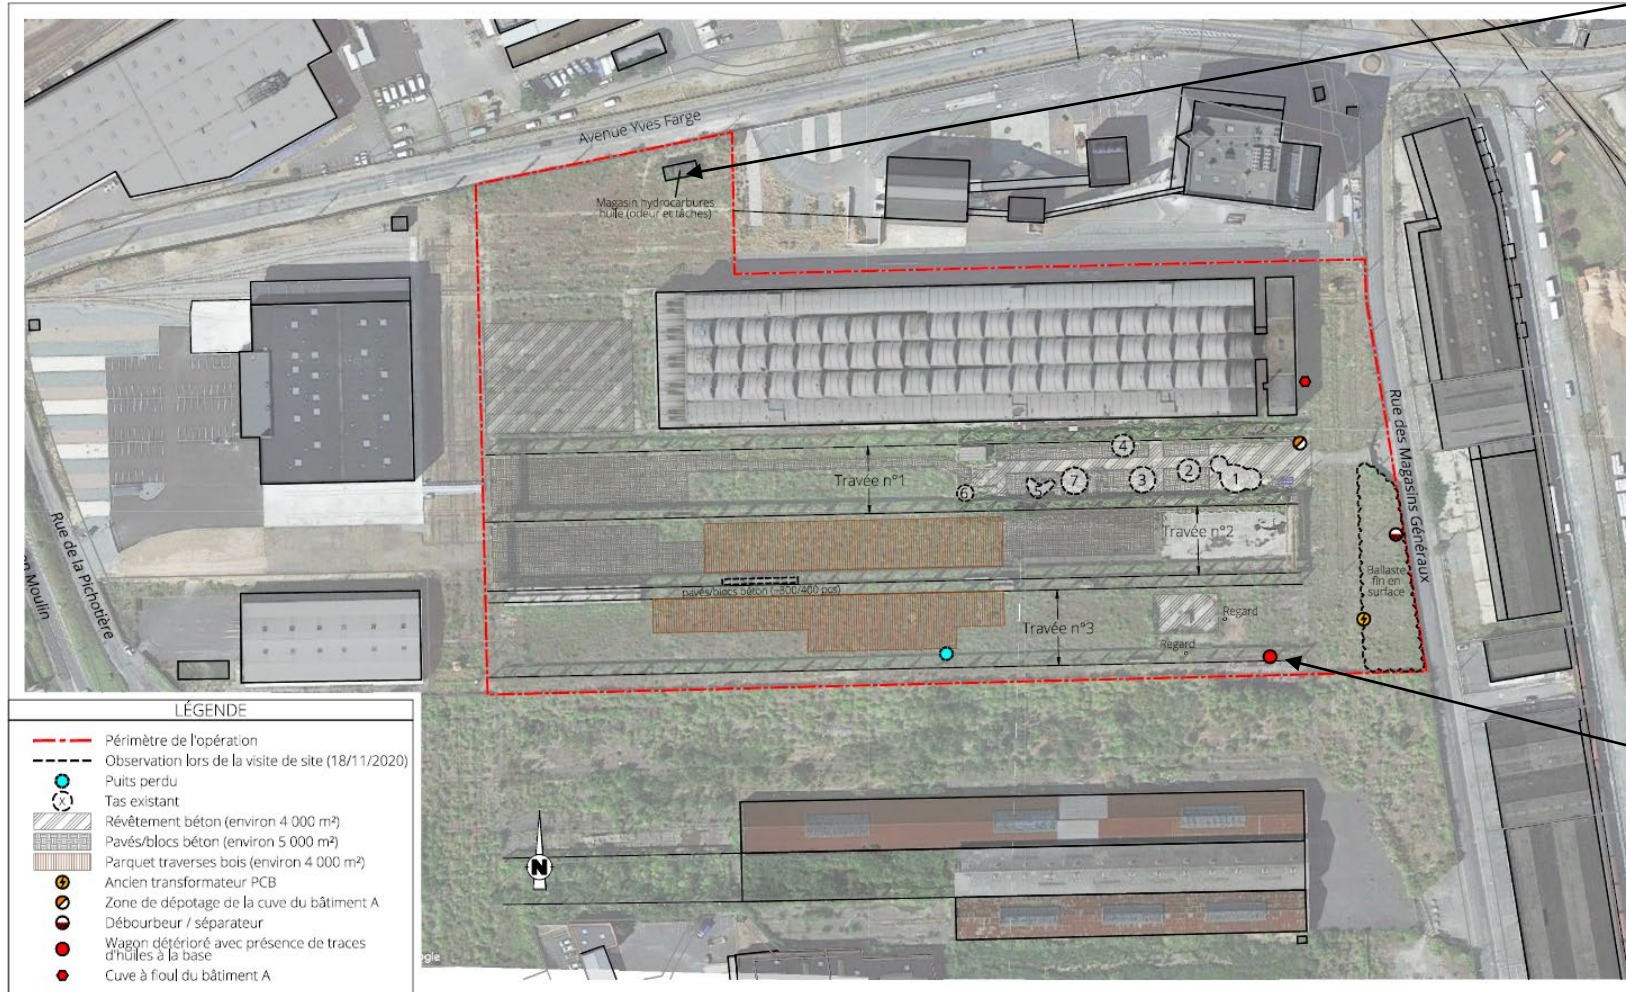 Avenue Yves Farge
Magasin hydrocarbures
huile (odeur et tâches)
4
2
1
3
7
5
6
Travée n°1
Travée n°2
Rue des Magasins Généraux
Ballaste
fin en
surface
pavés/blocs béton (~300/400 pcs)
Regard
Travée n°3
Regard
Rue de la Pichotière
Moulin
LÉGENDE
Périmètre de l'opération
Observation lors de la visite de site (18/11/2020)
Puits perdu
X
Tas existant
Révêtement béton (environ 4 000 m²)
Pavés/blocs béton (environ 5 000 m²)
Parquet traverses bois (environ 4 000 m²)
Ancien transformateur PCB
Zone de dépotage de la cuve du bâtiment A
Débourbeur / séparateur
Wagon détérioré avec présence de traces
d'huiles à la base
Cuve à fioul du bâtiment A
N
ogle